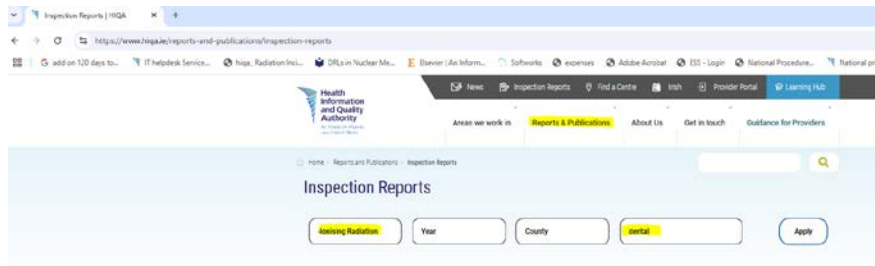 Inspection Reports | HIQA
https://www.hiqa.ie/reports-and-publications/inspection-reports
add on 120 days to... IT helpdesk Service... hiqa, Radiation Inci... DRLs in Nuclear Me... Elsevier | An Inform... Softworks expenses Adobe Acrobat ESS - Login National Procedure... National pr
News Inspection Reports Find a Centre Irish Provider Portal Learning Hub
Health
Information
and Quality
Authority
Areas we work in Reports & Publications About Us Get in touch Guidance for Providers
Home Reports and Publications Inspection Reports
Inspection Reports
Ionising Radiation Year County dental Apply